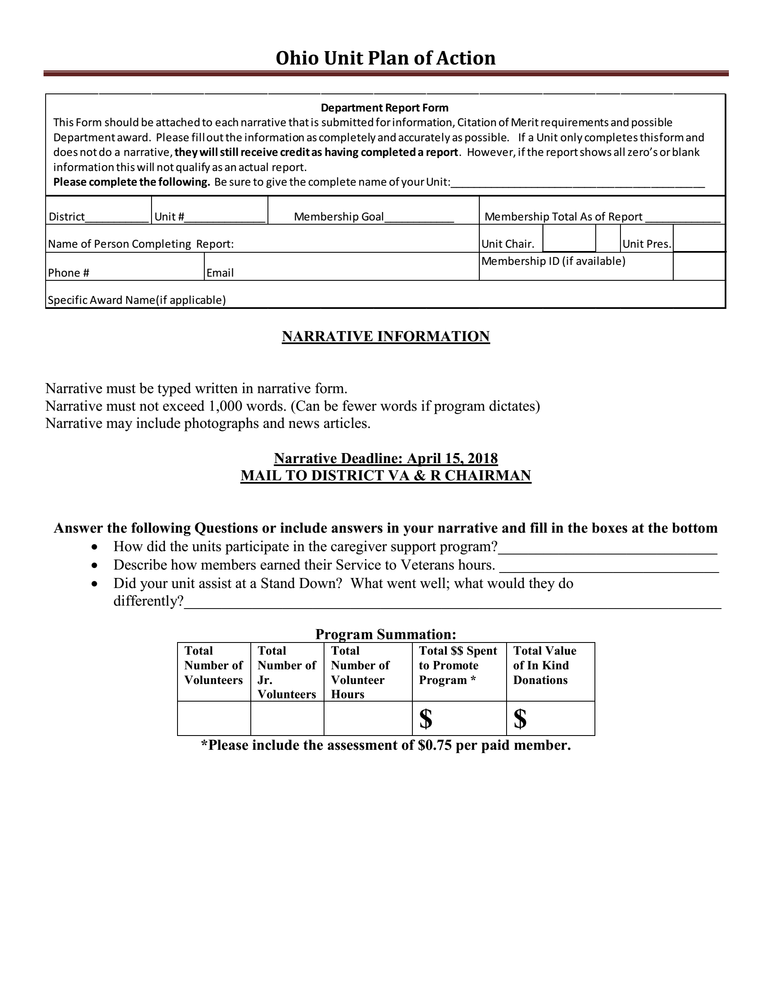 Ohio Unit Plan of Action
Department Report Form
This Form should be attached to each narrative that is submitted for information, Citation of Merit requirements and possible
Department award.  Please fill out the information as completely and accurately as possible.    If a Unit only completes this form and
does not do a narrative, they will still receive credit as having completed a report.  However, if the report shows all zero’s or blank
information this will not qualify as an actual report.
Please complete the following. Be sure to give the complete name of your Unit:__________________________________________
District___________ Unit #______________ Membership Goal____________ Membership Total As of Report _____________
Name of Person Completing  Report: Unit Chair. Unit Pres.
Membership ID (if available)
Phone # Email
Specific Award Name(if applicable)
NARRATIVE INFORMATION
Narrative must be typed written in narrative form.
Narrative must not exceed 1,000 words. (Can be fewer words if program dictates)
Narrative may include photographs and news articles.
Narrative Deadline: April 15, 2018
MAIL TO DISTRICT VA & R CHAIRMAN
Answer the following Questions or include answers in your narrative and fill in the boxes at the bottom
• How did the units participate in the caregiver support program?_____________________________
• Describe how members earned their Service to Veterans hours. _____________________________
• Did your unit assist at a Stand Down?  What went well; what would they do
differently?_______________________________________________________________________
Program Summation:
Total Number of Volunteers
Total Number of Jr. Volunteers
Total Number of Volunteer Hours
Total $$ Spent to Promote Program *
Total Value of In Kind Donations
$ $
*Please include the assessment of $0.75 per paid member.